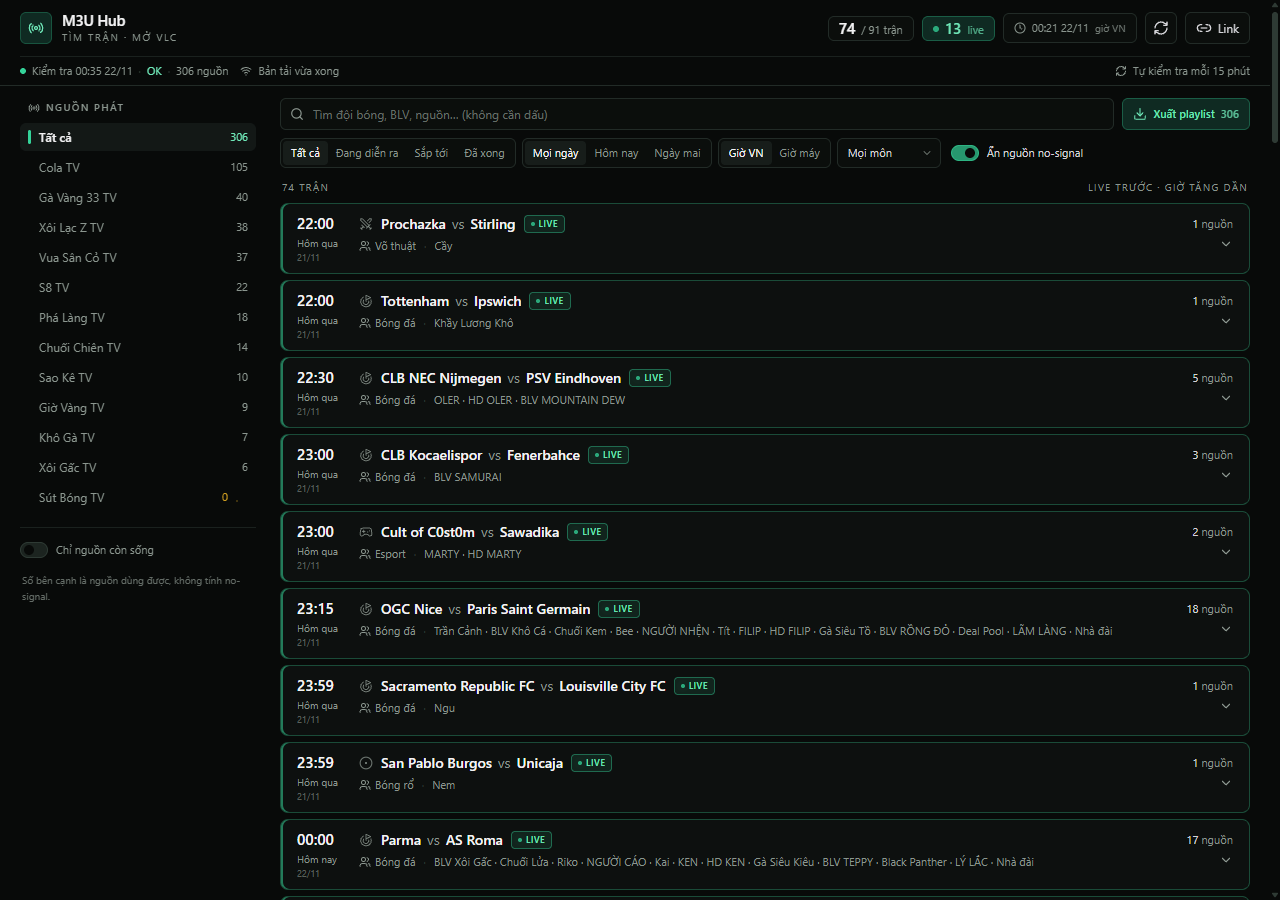 M3U Hub
TÌM TRẬN · MỞ VLC
74 / 91 trận
13 live
00:21 22/11 giờ VN
Link
Kiểm tra 00:35 22/11 · OK · 306 nguồn
Bản tải vừa xong
Tự kiểm tra mỗi 15 phút
NGUỒN PHÁT
Tất cả 306
Cola TV 105
Gà Vàng 33 TV 40
Xôi Lạc Z TV 38
Vua Sân Cỏ TV 37
S8 TV 22
Phá Làng TV 18
Chuối Chiên TV 14
Sao Kê TV 10
Giờ Vàng TV 9
Khô Gà TV 7
Xôi Gấc TV 6
Sút Bóng TV 0
Chỉ nguồn còn sống
Số bên cạnh là nguồn dùng được, không tính no-
signal.
Tìm đội bóng, BLV, nguồn... (không cần dấu)
Xuất playlist 306
Tất cả Đang diễn ra Sắp tới Đã xong
Mọi ngày Hôm nay Ngày mai
Giờ VN Giờ máy
Mọi môn
Ẩn nguồn no-signal
74 TRẬN
LIVE TRƯỚC · GIỜ TĂNG DẦN
22:00 Prochazka vs Stirling LIVE 1 nguồn
Hôm qua Võ thuật · Cầy
21/11
22:00 Tottenham vs Ipswich LIVE 1 nguồn
Hôm qua Bóng đá · Khầy Lương Khô
21/11
22:30 CLB NEC Nijmegen vs PSV Eindhoven LIVE 5 nguồn
Hôm qua Bóng đá · OLER · HD OLER · BLV MOUNTAIN DEW
21/11
23:00 CLB Kocaelispor vs Fenerbahce LIVE 3 nguồn
Hôm qua Bóng đá · BLV SAMURAI
21/11
23:00 Cult of C0st0m vs Sawadika LIVE 2 nguồn
Hôm qua Esport · MARTY · HD MARTY
21/11
23:15 OGC Nice vs Paris Saint Germain LIVE 18 nguồn
Hôm qua Bóng đá · Trần Cảnh · BLV Khô Cá · Chuối Kem · Bee · NGƯỜI NHỆN · Tít · FILIP · HD FILIP · Gà Siêu Tồ · BLV RỒNG ĐỎ · Deal Pool · LÃM LÀNG · Nhà đài
21/11
23:59 Sacramento Republic FC vs Louisville City FC LIVE 1 nguồn
Hôm qua Bóng đá · Ngu
21/11
23:59 San Pablo Burgos vs Unicaja LIVE 1 nguồn
Hôm qua Bóng rổ · Nem
21/11
00:00 Parma vs AS Roma LIVE 17 nguồn
Hôm nay Bóng đá · BLV Xôi Gấc · Chuối Lửa · Riko · NGƯỜI CÁO · Kai · KEN · HD KEN · Gà Siêu Kiêu · BLV TEPPY · Black Panther · LÝ LẮC · Nhà đài
22/11